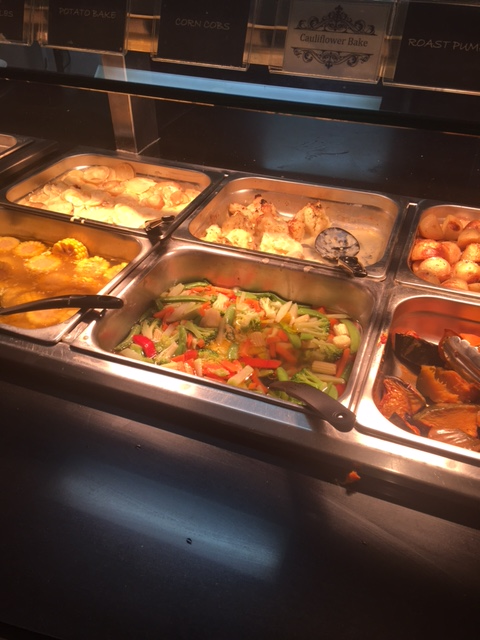 POTATO BAKE
CORN COBS
Cauliflower Bake
ROAST PUM